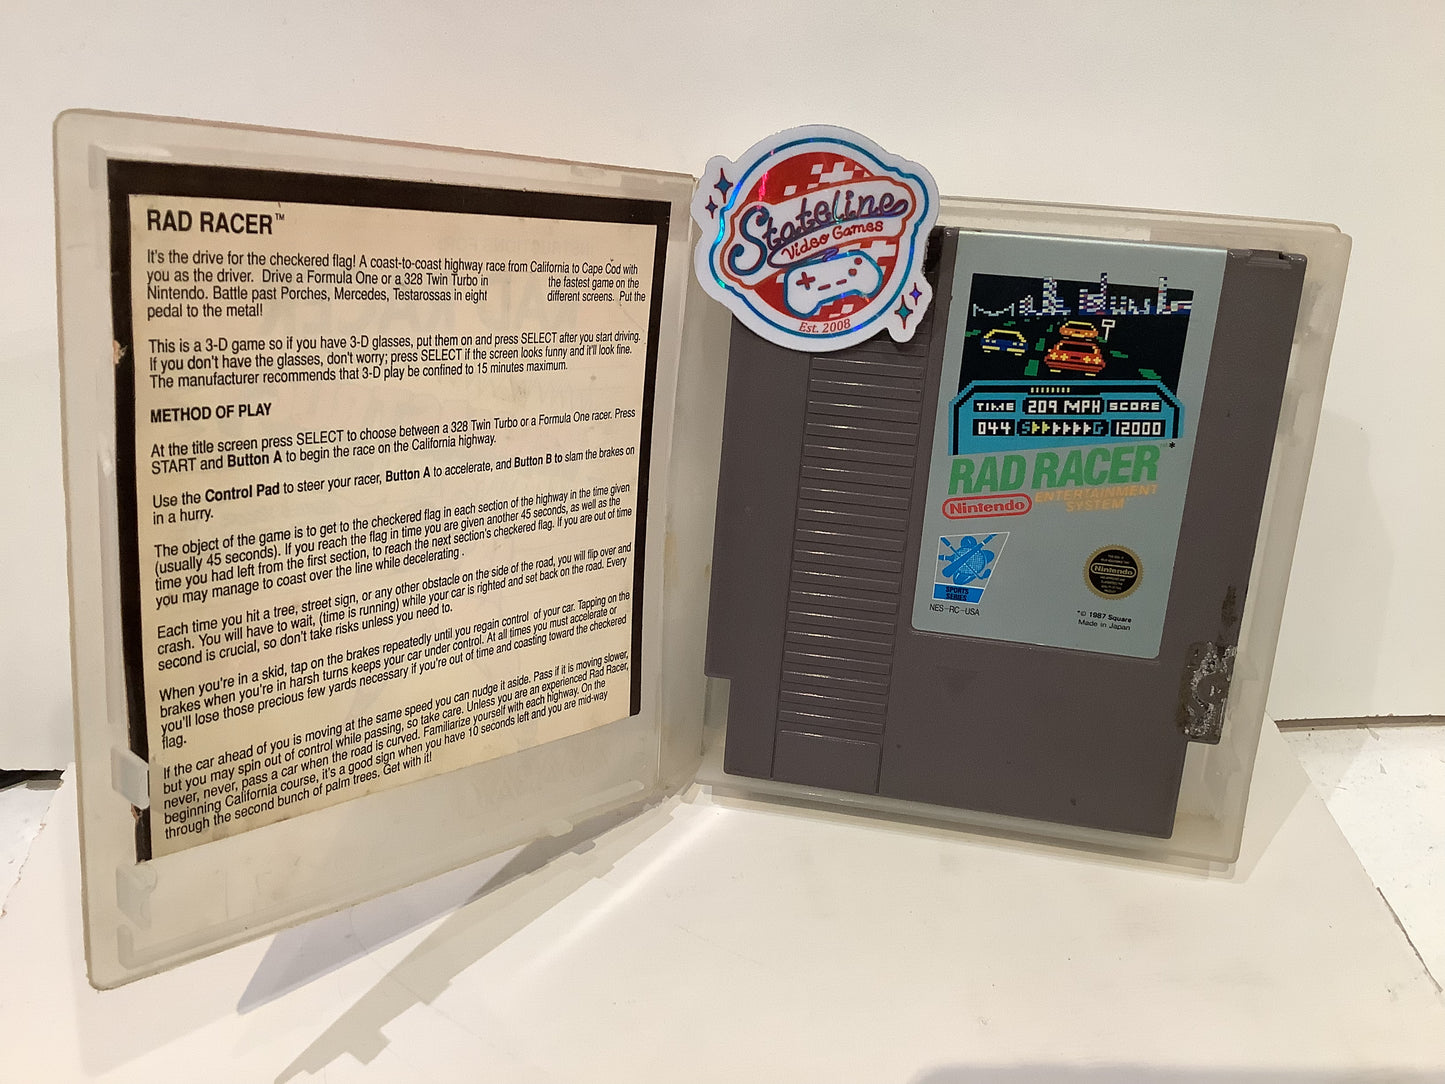 RAD RACER™
It's the drive for the checkered flag! A coast-to-coast highway race from California to Cape Cod with
you as the driver. Drive a Formula One or a 328 Twin Turbo in the fastest game on the
Nintendo. Battle past Porches, Mercedes, Testarossas in eight different screens. Put the
pedal to the metal!
This is a 3-D game so if you have 3-D glasses, put them on and press SELECT after you start driving.
If you don't have the glasses, don't worry; press SELECT if the screen looks funny and it'll look fine.
The manufacturer recommends that 3-D play be confined to 15 minutes maximum.
METHOD OF PLAY
At the title screen press SELECT to choose between a 328 Twin Turbo or a Formula One racer. Press
START and Button A to begin the race on the California highway.
Use the Control Pad to steer your racer, Button A to accelerate, and Button B to slam the brakes on
in a hurry.
The object of the game is to get to the checkered flag in each section of the highway in the time given
(usually 45 seconds). If you reach the flag in time you are given another 45 seconds, as well as the
time you had left from the first section, to reach the next section's checkered flag. If you are out of time
you may manage to coast over the line while decelerating .
Each time you hit a tree, street sign, or any other obstacle on the side of the road, you will flip over and
crash. You will have to wait, (time is running) while your car is righted and set back on the road. Every
second is crucial, so don't take risks unless you need to.
When you're in a skid, tap on the brakes repeatedly until you regain control of your car. Tapping on the
brakes when you're in harsh turns keeps your car under control. At all times you must accelerate or
you'll lose those precious few yards necessary if you're out of time and coasting toward the checkered
flag.
If the car ahead of you is moving at the same speed you can nudge it aside. Pass if it is moving slower,
but you may spin out of control while passing, so take care. Unless you are an experienced Rad Racer,
never, never, pass a car when the road is curved. Familiarize yourself with each highway. On the
beginning California course, it's a good sign when you have 10 seconds left and you are mid-way
through the second bunch of palm trees. Get with it!
Stateline
Video Games
Est. 2008
TIME 209 MPH SCORE
044 S G 12000
RAD RACER™*
Nintendo ENTERTAINMENT
SYSTEM
SPORTS
SERIES
NES-RC-USA
Nintendo
*© 1987 Square
Made in Japan